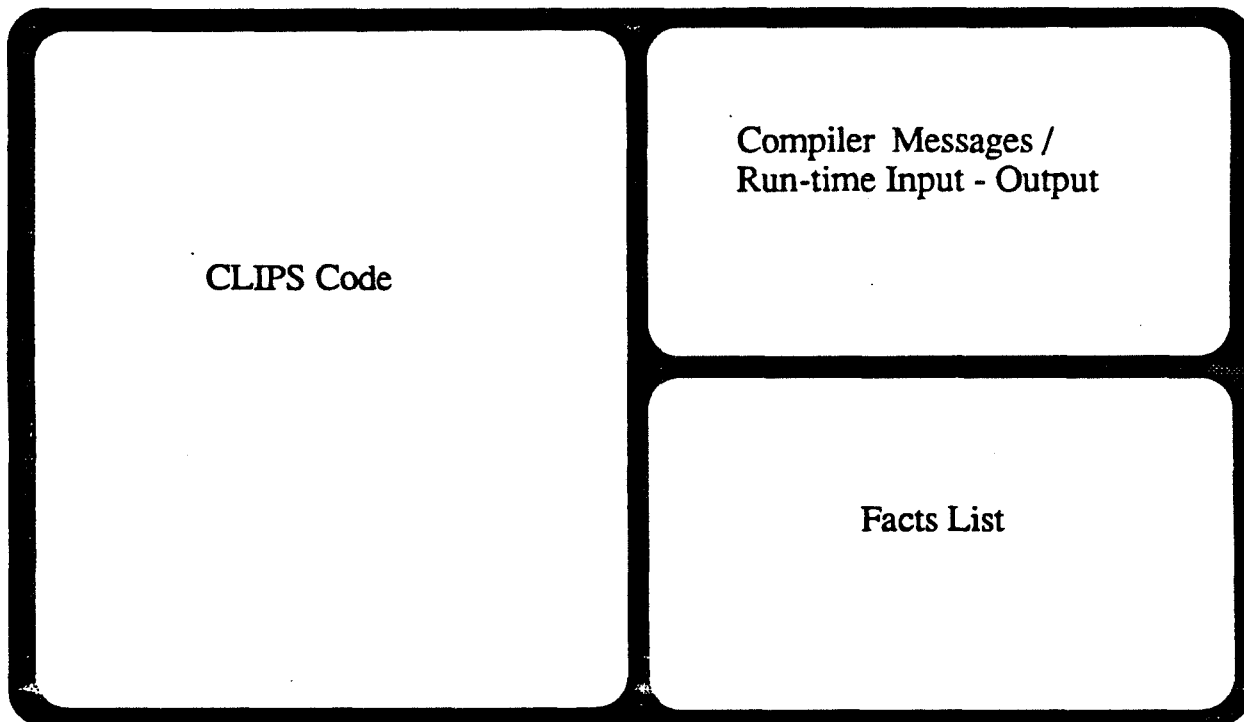 CLIPS Code
Compiler Messages /
Run-time Input - Output
Facts List